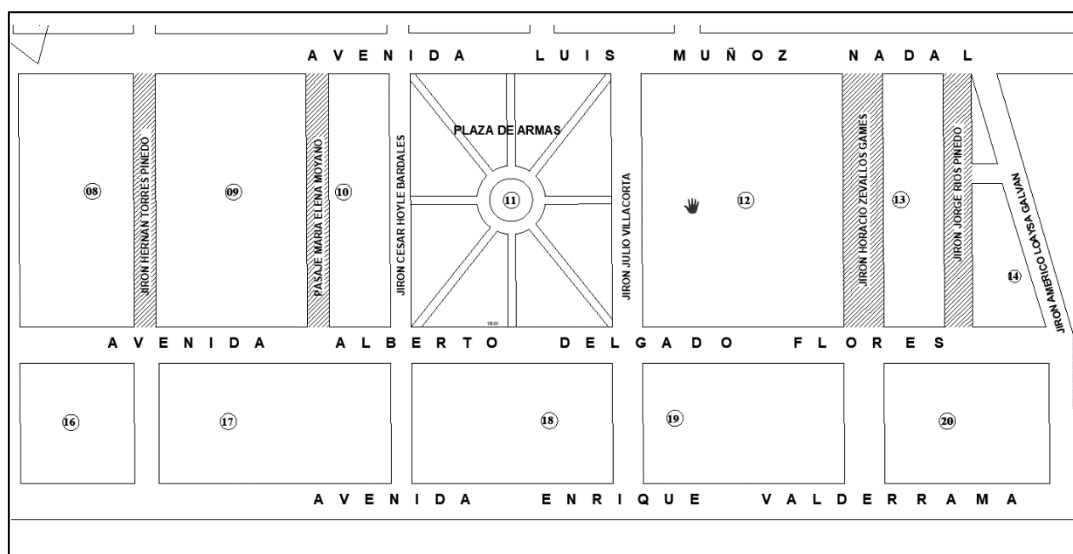 AVENIDA LUIS MUÑOZ NADAL
PLAZA DE ARMAS
JIRON HERNAN TORRES PINEDO
PASAJE MARIA ELENA MOYANO
JIRON CESAR HOYLE BARDALES
JIRON JULIO VILLACORTA
JIRON HORACIO ZEVALLOS GAMES
JIRON JORGE RIOS PINEDO
JIRON AMERICO LOAYSA GALVAN
08
09
10
11
12
13
14
AVENIDA ALBERTO DELGADO FLORES
16
17
18
19
20
AVENIDA ENRIQUE VALDERRAMA